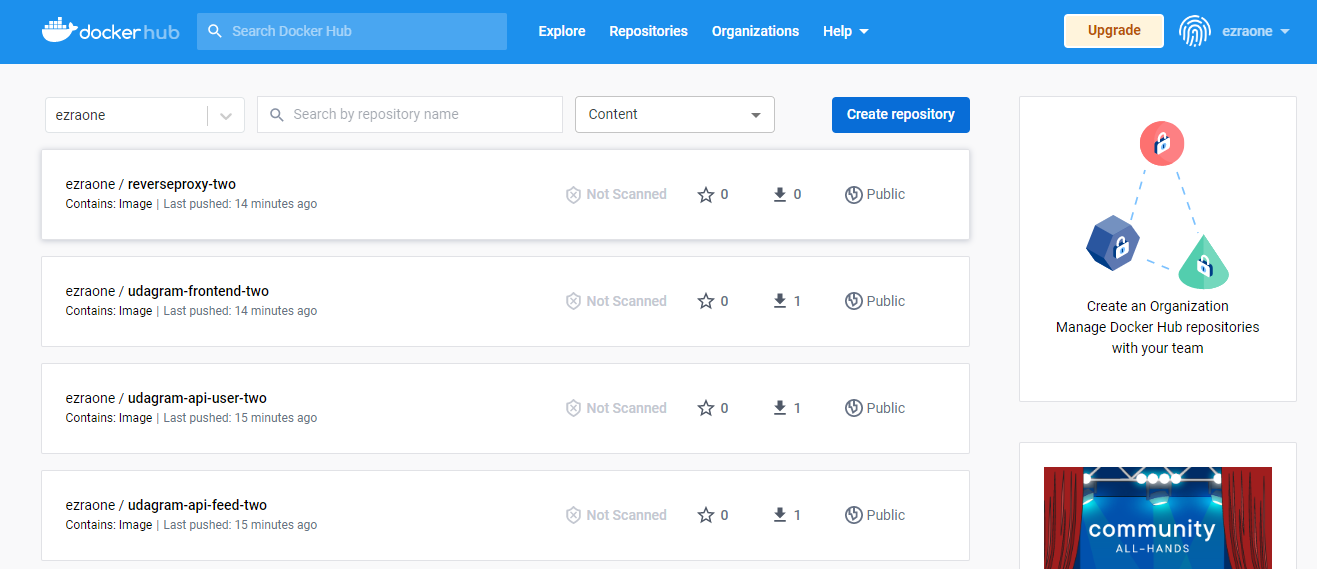 dockerhub Search Docker Hub Explore Repositories Organizations Help Upgrade ezraone
ezraone Search by repository name Content Create repository
ezraone / reverseproxy-two
Contains: Image | Last pushed: 14 minutes ago
Not Scanned 0 0 Public
ezraone / udagram-frontend-two
Contains: Image | Last pushed: 14 minutes ago
Not Scanned 0 1 Public
ezraone / udagram-api-user-two
Contains: Image | Last pushed: 15 minutes ago
Not Scanned 0 1 Public
ezraone / udagram-api-feed-two
Contains: Image | Last pushed: 15 minutes ago
Not Scanned 0 1 Public
Create an Organization
Manage Docker Hub repositories
with your team
community
ALL-HANDS